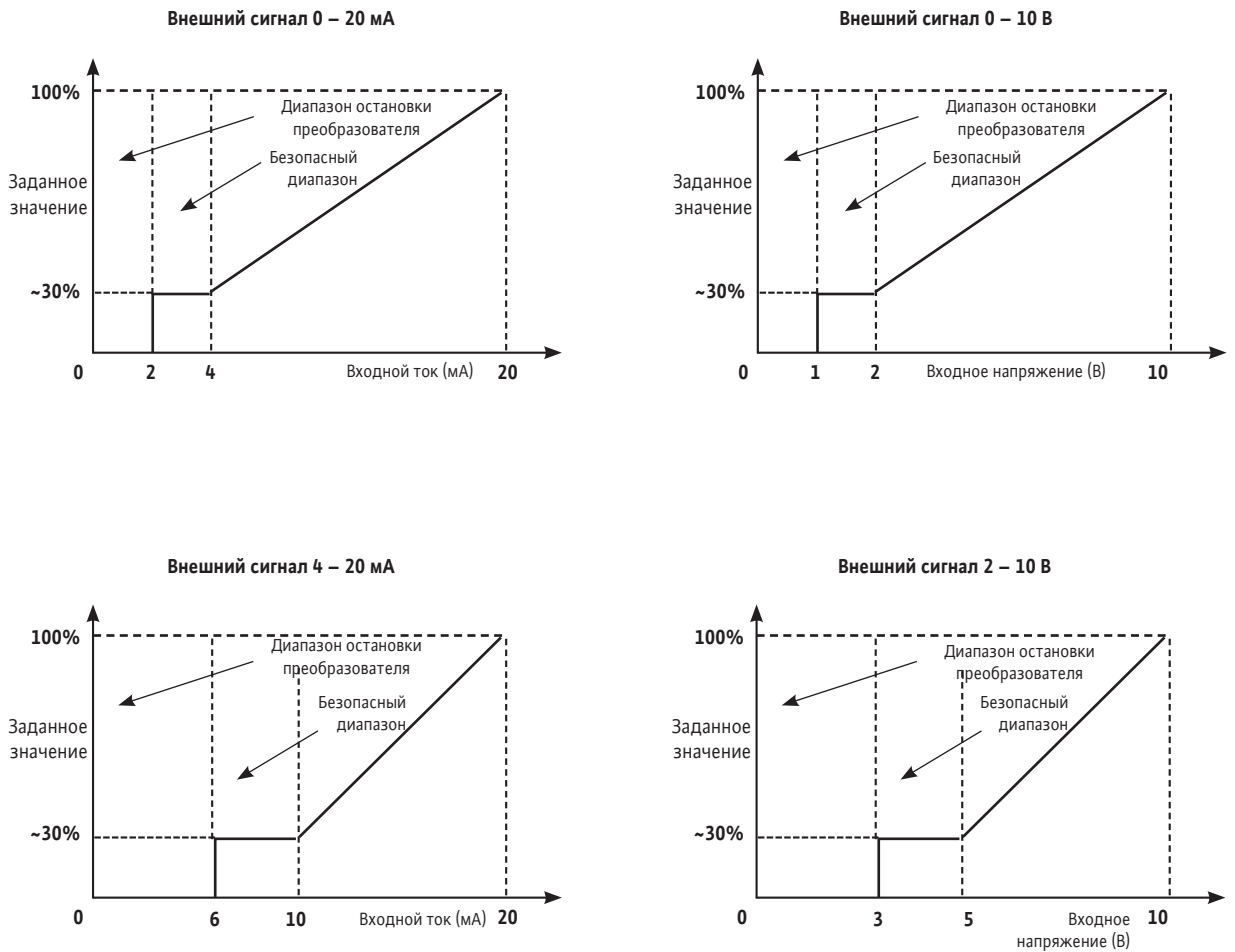 Внешний сигнал 0 – 20 мА
100%
Диапазон остановки
преобразователя
Безопасный
диапазон
Заданное
значение
~30%
0 2 4 Входной ток (мА) 20
Внешний сигнал 0 – 10 В
100%
Диапазон остановки
преобразователя
Безопасный
диапазон
Заданное
значение
~30%
0 1 2 Входное напряжение (В) 10
Внешний сигнал 4 – 20 мА
100%
Диапазон остановки
преобразователя
Безопасный
диапазон
Заданное
значение
~30%
0 6 10 Входной ток (мА) 20
Внешний сигнал 2 – 10 В
100%
Диапазон остановки
преобразователя
Безопасный
диапазон
Заданное
значение
~30%
0 3 5 Входное 10
напряжение (В)